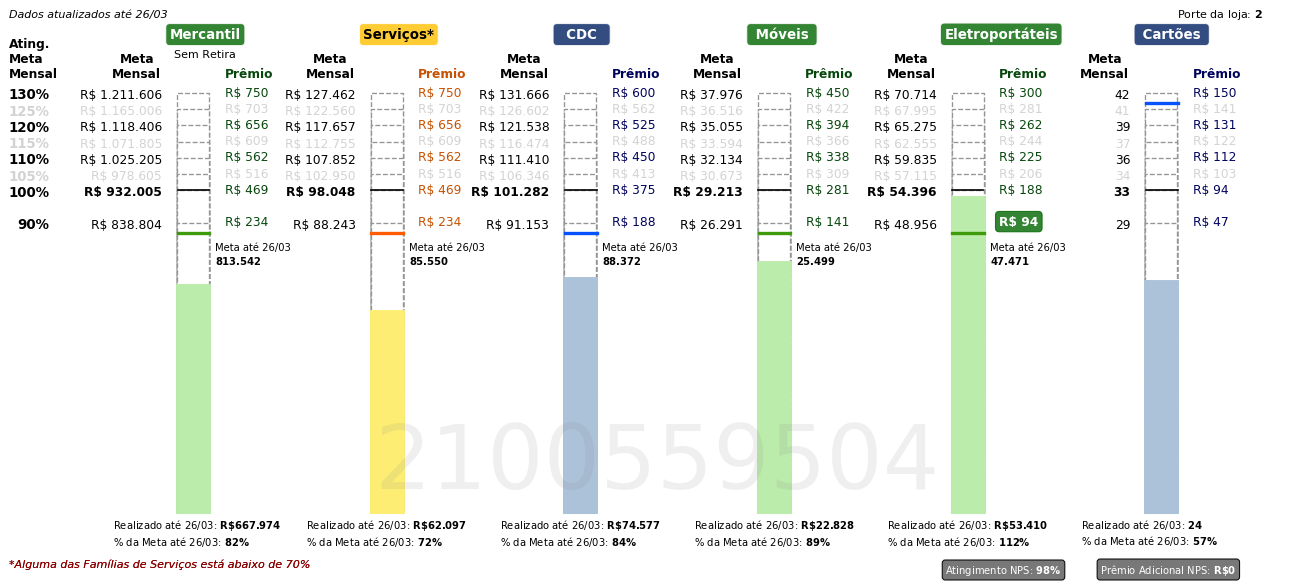 Dados atualizados até 26/03
Porte da loja: 2
Mercantil Serviços* CDC Móveis Eletroportáteis Cartões
Sem Retira
Ating. Meta Mensal
Meta Mensal Prêmio Meta Mensal Prêmio Meta Mensal Prêmio Meta Mensal Prêmio Meta Mensal Prêmio Meta Mensal Prêmio
130% R$ 1.211.606 R$ 750 R$ 127.462 R$ 750 R$ 131.666 R$ 600 R$ 37.976 R$ 450 R$ 70.714 R$ 300 42 R$ 150
125% R$ 1.165.006 R$ 703 R$ 122.560 R$ 703 R$ 126.602 R$ 562 R$ 36.516 R$ 422 R$ 67.995 R$ 281 41 R$ 141
120% R$ 1.118.406 R$ 656 R$ 117.657 R$ 656 R$ 121.538 R$ 525 R$ 35.055 R$ 394 R$ 65.275 R$ 262 39 R$ 131
115% R$ 1.071.805 R$ 609 R$ 112.755 R$ 609 R$ 116.474 R$ 488 R$ 33.594 R$ 366 R$ 62.555 R$ 244 37 R$ 122
110% R$ 1.025.205 R$ 562 R$ 107.852 R$ 562 R$ 111.410 R$ 450 R$ 32.134 R$ 338 R$ 59.835 R$ 225 36 R$ 112
105% R$ 978.605 R$ 516 R$ 102.950 R$ 516 R$ 106.346 R$ 413 R$ 30.673 R$ 309 R$ 57.115 R$ 206 34 R$ 103
100% R$ 932.005 R$ 469 R$ 98.048 R$ 469 R$ 101.282 R$ 375 R$ 29.213 R$ 281 R$ 54.396 R$ 188 33 R$ 94
90% R$ 838.804 R$ 234 R$ 88.243 R$ 234 R$ 91.153 R$ 188 R$ 26.291 R$ 141 R$ 48.956 R$ 94 29 R$ 47
Meta até 26/03 Meta até 26/03 Meta até 26/03 Meta até 26/03 Meta até 26/03
813.542 85.550 88.372 25.499 47.471
2100559504
Realizado até 26/03: R$667.974 Realizado até 26/03: R$62.097 Realizado até 26/03: R$74.577 Realizado até 26/03: R$22.828 Realizado até 26/03: R$53.410 Realizado até 26/03: 24
% da Meta até 26/03: 82% % da Meta até 26/03: 72% % da Meta até 26/03: 84% % da Meta até 26/03: 89% % da Meta até 26/03: 112% % da Meta até 26/03: 57%
*Alguma das Famílias de Serviços está abaixo de 70%
Atingimento NPS: 98% Prêmio Adicional NPS: R$0